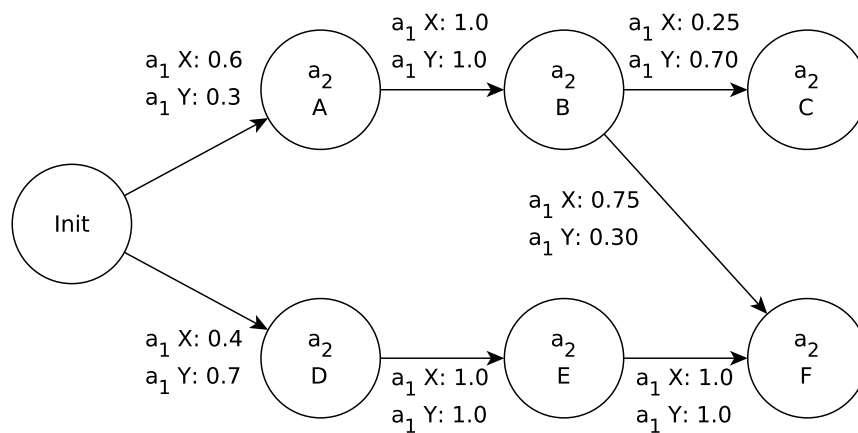 a1 X: 0.6
a1 Y: 0.3
a2
A
a1 X: 1.0
a1 Y: 1.0
a2
B
a1 X: 0.25
a1 Y: 0.70
a2
C
Init
a1 X: 0.75
a1 Y: 0.30
a1 X: 0.4
a1 Y: 0.7
a2
D
a1 X: 1.0
a1 Y: 1.0
a2
E
a1 X: 1.0
a1 Y: 1.0
a2
F